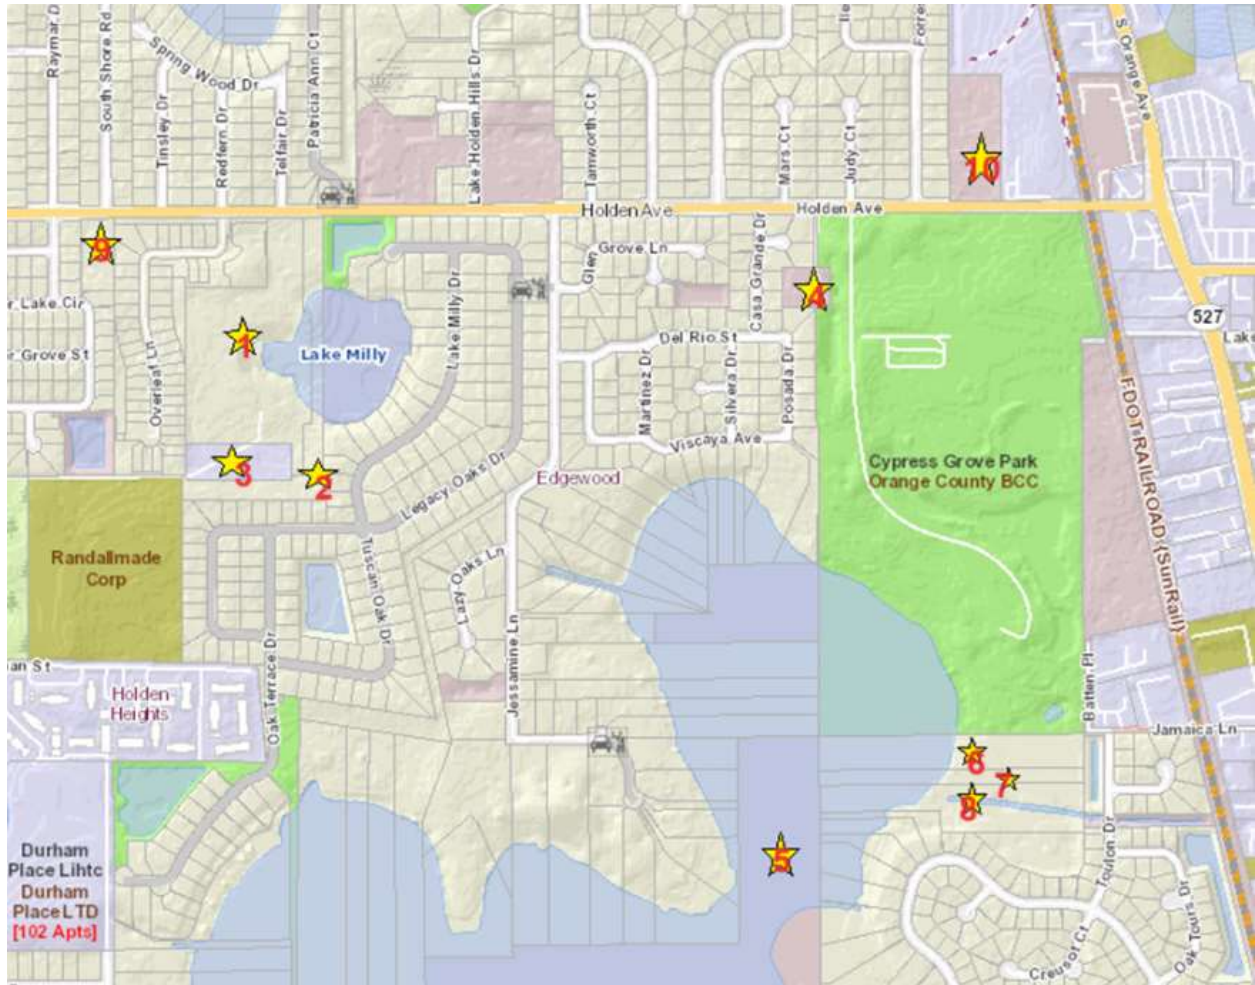 Raymar D
South Shore Rd
Spring Wood Dr
Tinsley Dr
Redfern Dr
Telfair Dr
Patricia Ann Ct
Lake Holden Hills Dr
Tamworth Ct
Mars Ct
Judy Ct
Ile
Forre
S Orange Ave
10
Holden Ave
Holden Ave
9
Glen Grove Ln
Casa Grande Dr
4
r Lake Cir
527
r Grove St
1
Lake Milly
Lake Milly Dr
Del Rio St
Lake
Overleaf Ln
Martinez Dr
Silvera Dr
Posada Dr
Viscaya Ave
3
2
Legacy Oaks Dr
Edgewood
Cypress Grove Park
Orange County BCC
FDOT RAILROAD (SunRail)
Randallmade
Corp
Tuscan Oak Dr
Lazy Oaks Ln
Jessamine Ln
an St
Oak Terrace Dr
Holden
Heights
Batten Pl
Jamaica Ln
6
7
8
5
Toulon Dr
Durham
Place Lihtc
Durham
Place LTD
[102 Apts]
Creusot Ct
Oak Tours Dr